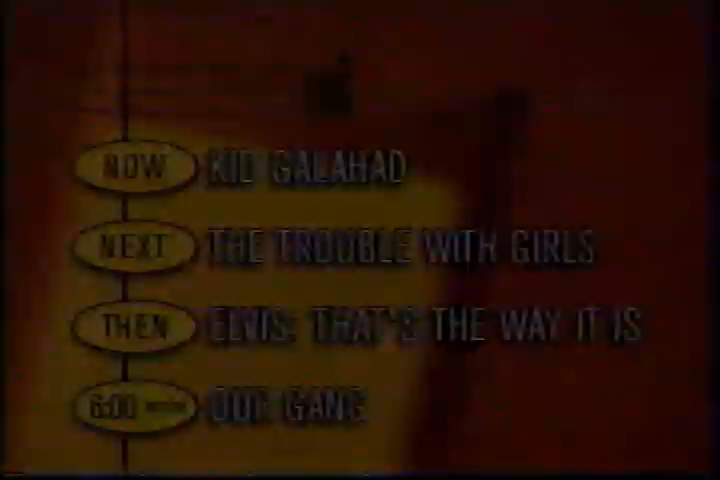 NOW KID GALAHAD
NEXT THE TROUBLE WITH GIRLS
THEN ELVIS: THAT'S THE WAY IT IS
6:00 OUR GANG